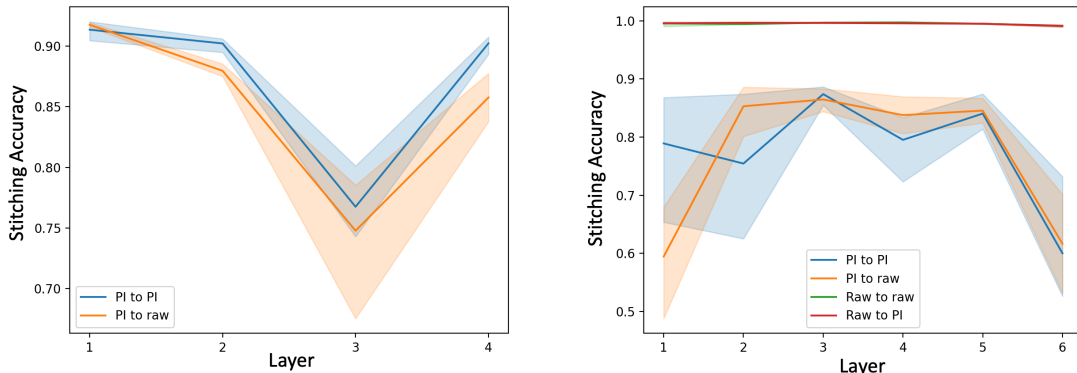 Stitching Accuracy
0.90
0.85
0.80
0.75
0.70
PI to PI
PI to raw
1
2
3
4
Layer
Stitching Accuracy
1.0
0.9
0.8
0.7
0.6
0.5
PI to PI
PI to raw
Raw to raw
Raw to PI
1
2
3
4
5
6
Layer